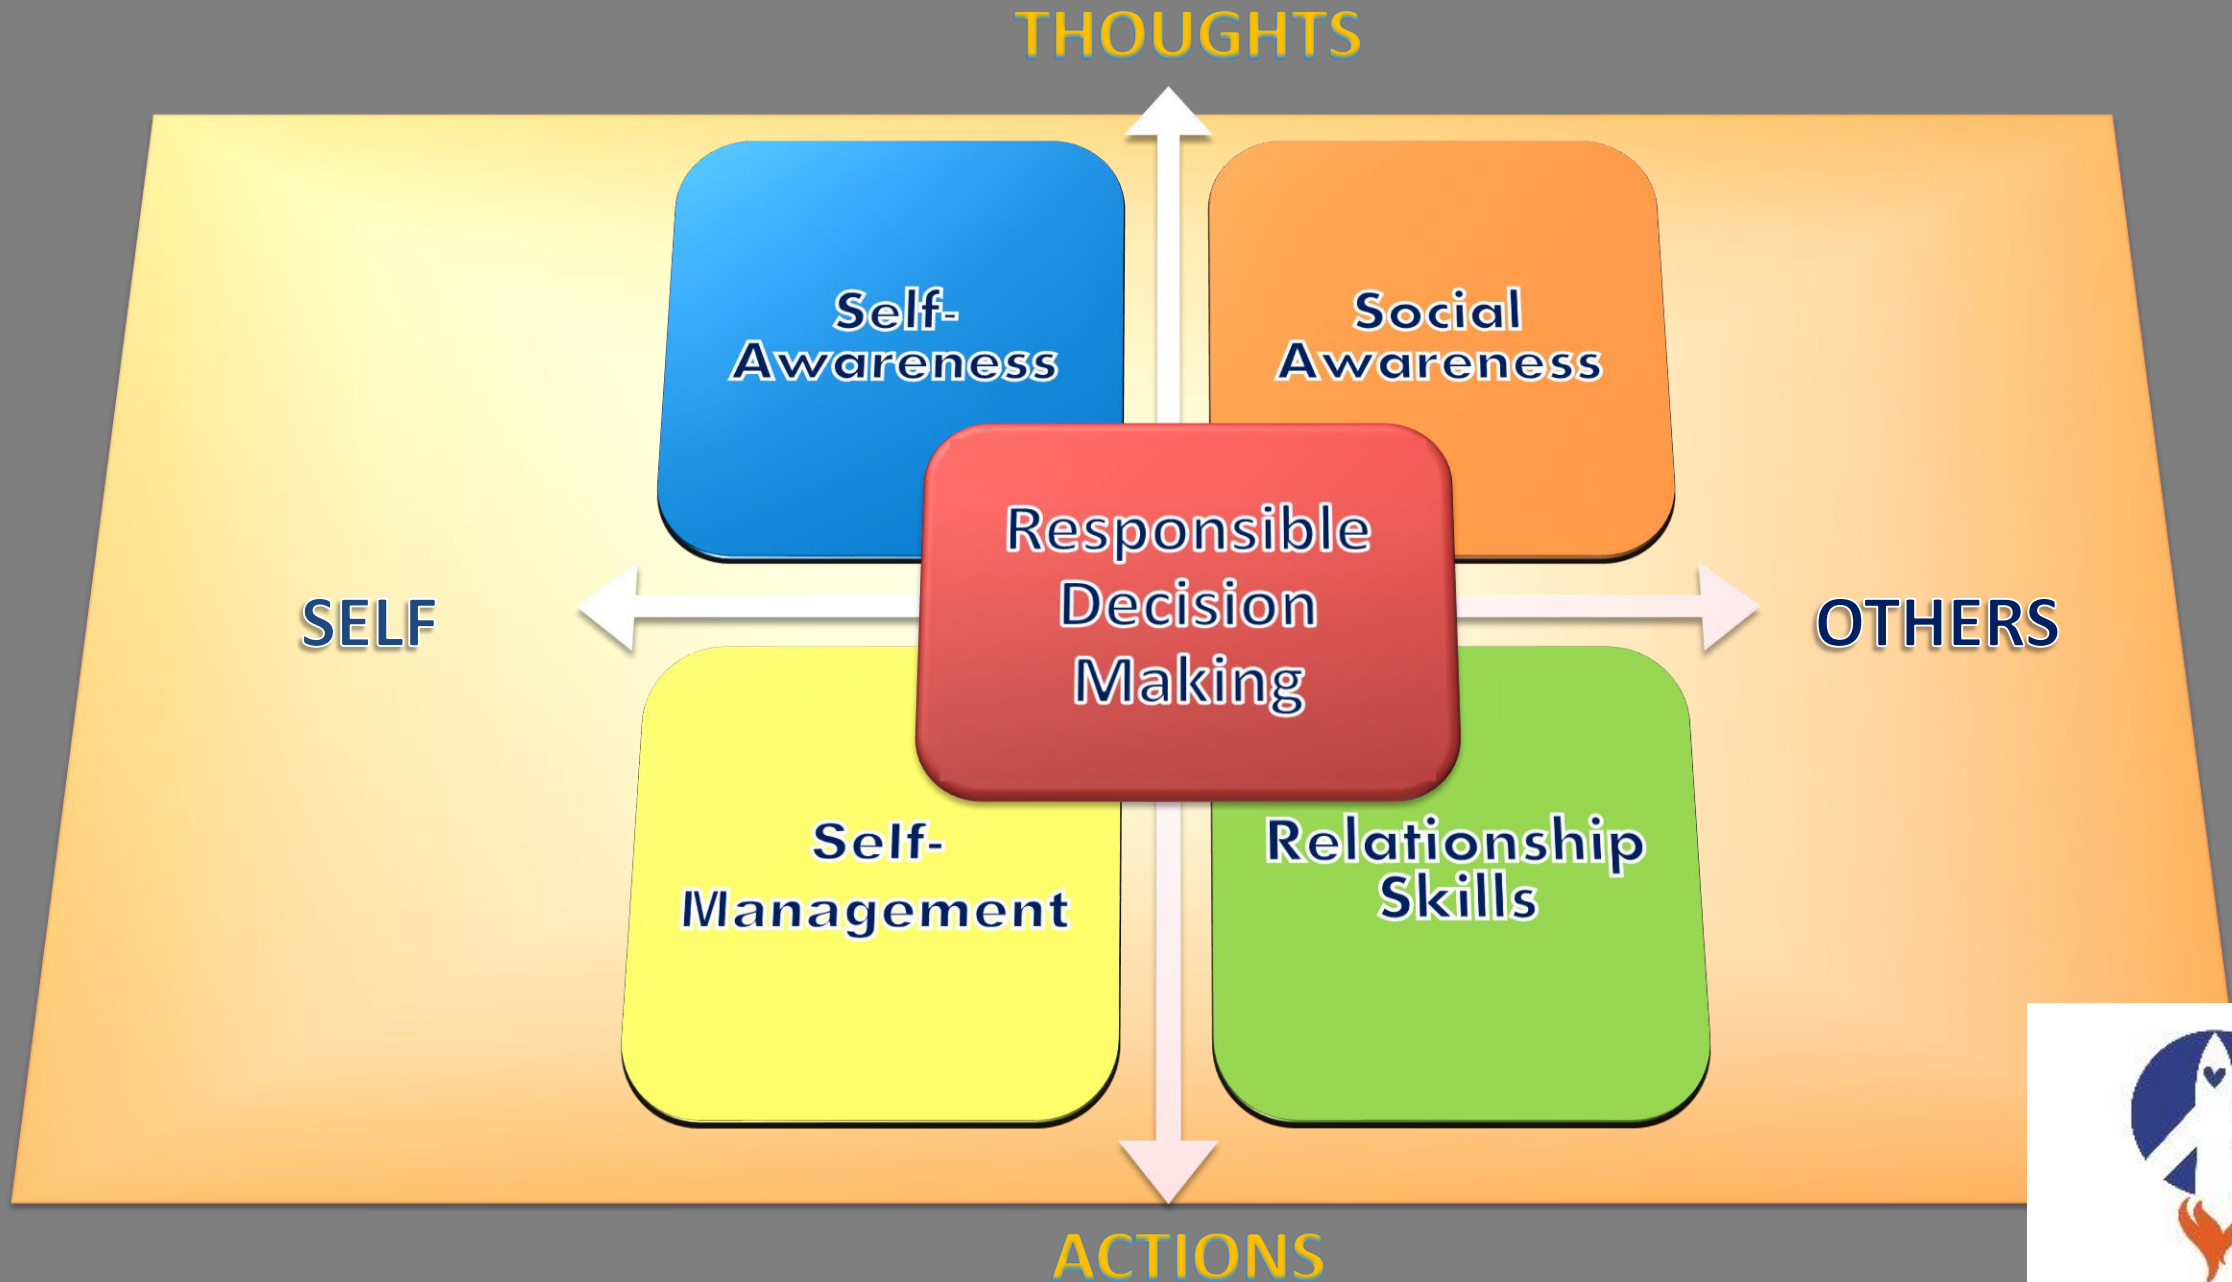 THOUGHTS
Self-
Awareness
Social
Awareness
Responsible
Decision
Making
SELF
OTHERS
Self-
Management
Relationship
Skills
ACTIONS